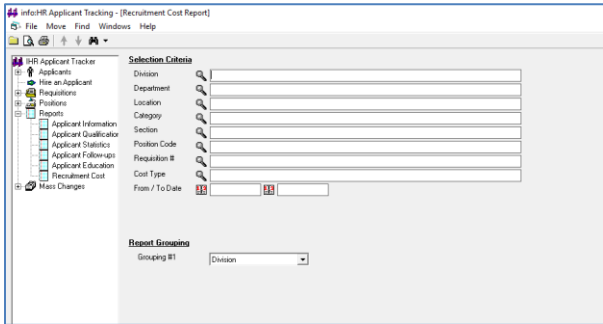 info:HR Applicant Tracking - [Recruitment Cost Report]
File Move Find Windows Help
IHR Applicant Tracker
Applicants
Hire an Applicant
Requisitions
Positions
Reports
Applicant Information
Applicant Qualification
Applicant Statistics
Applicant Follow-ups
Applicant Education
Recruitment Cost
Mass Changes
Selection Criteria
Division
Department
Location
Category
Section
Position Code
Requisition #
Cost Type
From / To Date
Report Grouping
Grouping #1 Division